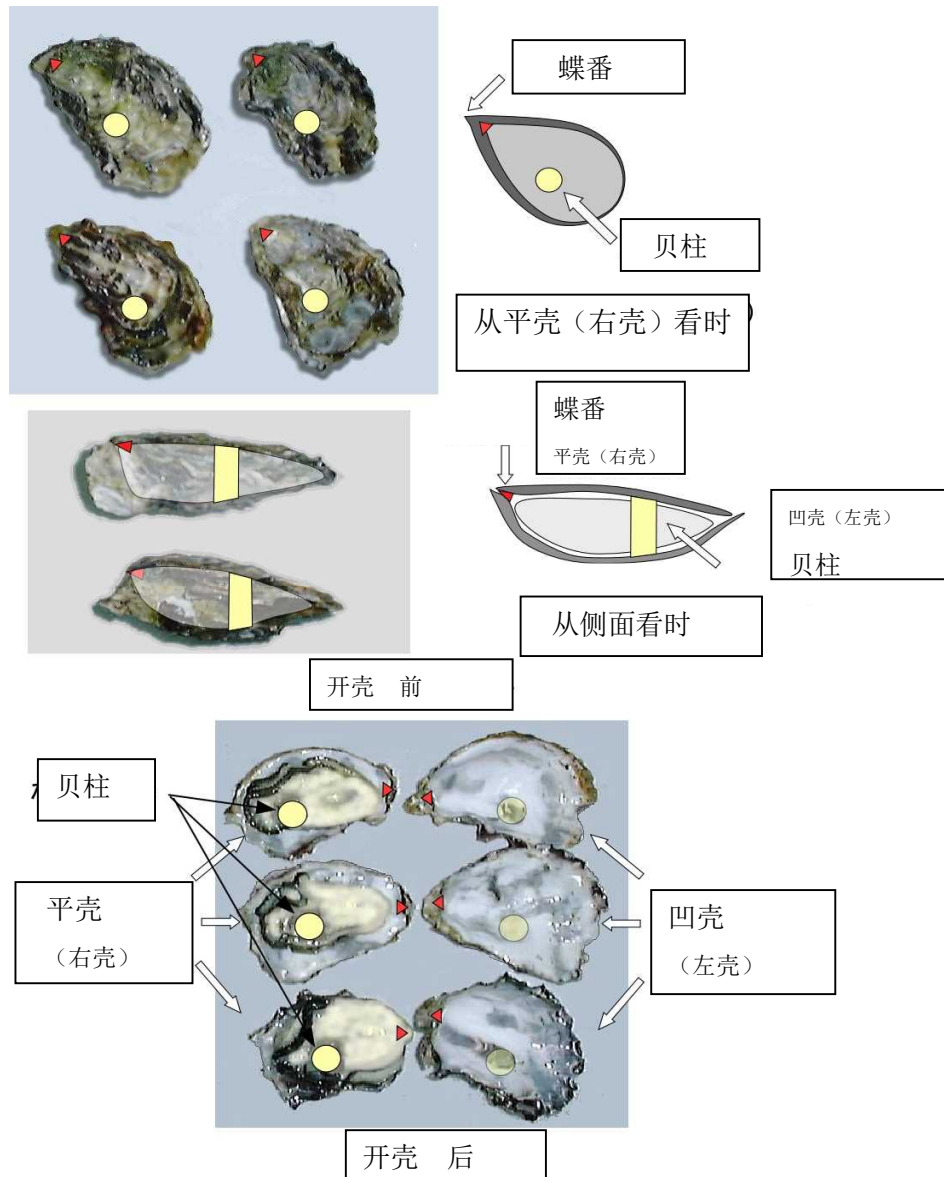 蝶番
贝柱
从平壳（右壳）看时
蝶番
平壳（右壳）
凹壳（左壳）
贝柱
从侧面看时
开壳　前
贝柱
平壳
（右壳）
凹壳
（左壳）
开壳　后